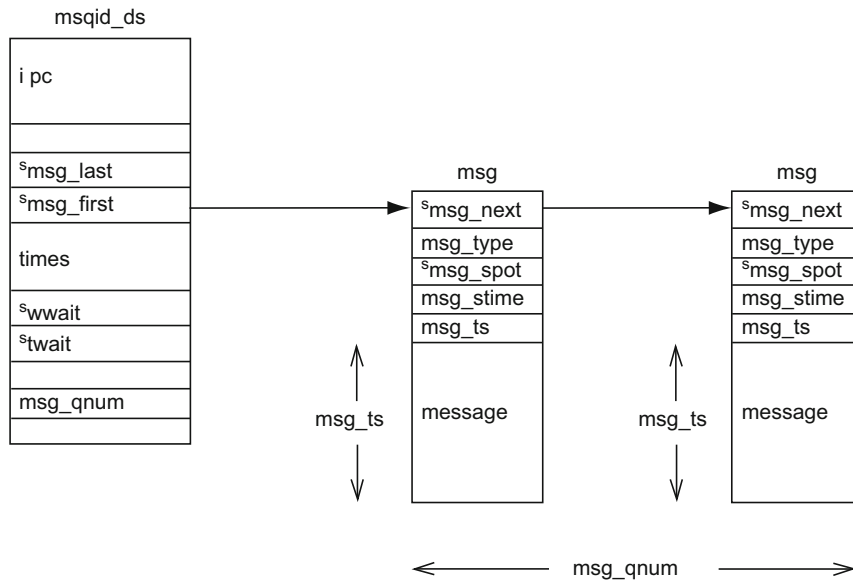 msqid_ds
i pc
smsg_last
smsg_first
times
swwait
stwait
msg_qnum
msg
smsg_next
msg_type
smsg_spot
msg_stime
msg_ts
message
msg_ts
msg
smsg_next
msg_type
smsg_spot
msg_stime
msg_ts
message
msg_ts
msg_qnum